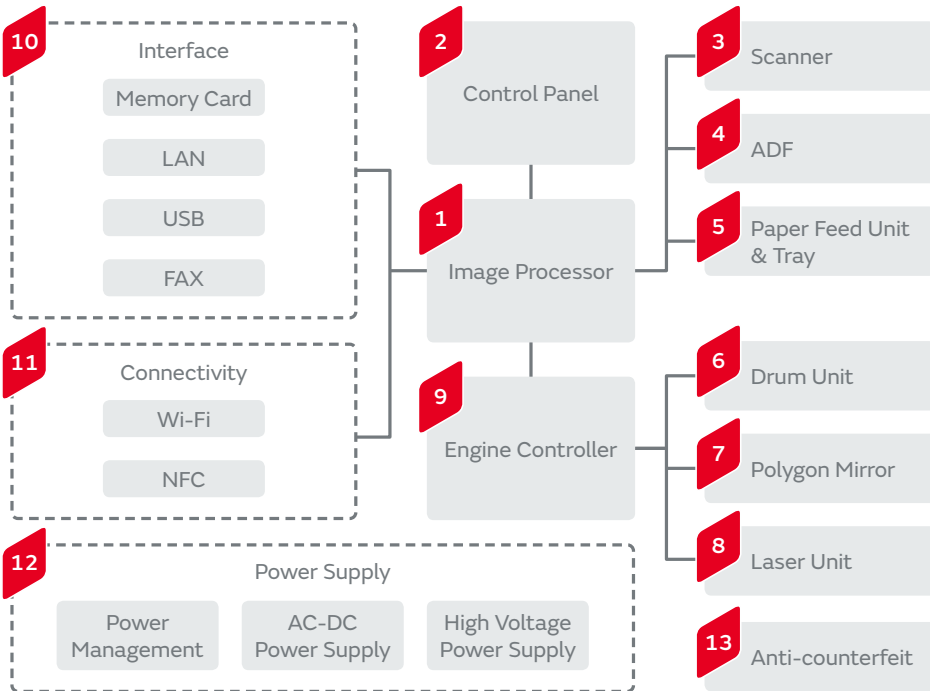 10
Interface
Memory Card
LAN
USB
FAX
11
Connectivity
Wi-Fi
NFC
2
Control Panel
1
Image Processor
9
Engine Controller
3
Scanner
4
ADF
5
Paper Feed Unit
& Tray
6
Drum Unit
7
Polygon Mirror
8
Laser Unit
12
Power Supply
Power
Management
AC-DC
Power Supply
High Voltage
Power Supply
13
Anti-counterfeit